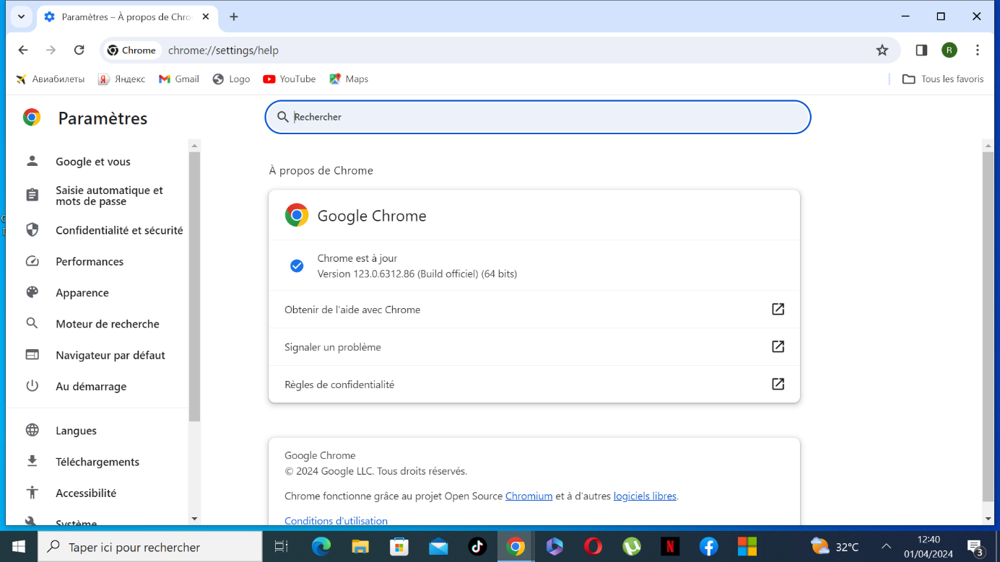 Paramètres – À propos de Chro
Chrome
chrome://settings/help
R
Авиабилеты
Яндекс
Gmail
Logo
YouTube
Maps
Tous les favoris
Paramètres
Rechercher
Google et vous
Saisie automatique et
mots de passe
Confidentialité et sécurité
Performances
Apparence
Moteur de recherche
Navigateur par défaut
Au démarrage
Langues
Téléchargements
Accessibilité
Système
À propos de Chrome
Google Chrome
Chrome est à jour
Version 123.0.6312.86 (Build officiel) (64 bits)
Obtenir de l'aide avec Chrome
Signaler un problème
Règles de confidentialité
Google Chrome
© 2024 Google LLC. Tous droits réservés.
Chrome fonctionne grâce au projet Open Source Chromium et à d'autres logiciels libres.
Conditions d'utilisation
Taper ici pour rechercher
32°C
12:40
01/04/2024
3